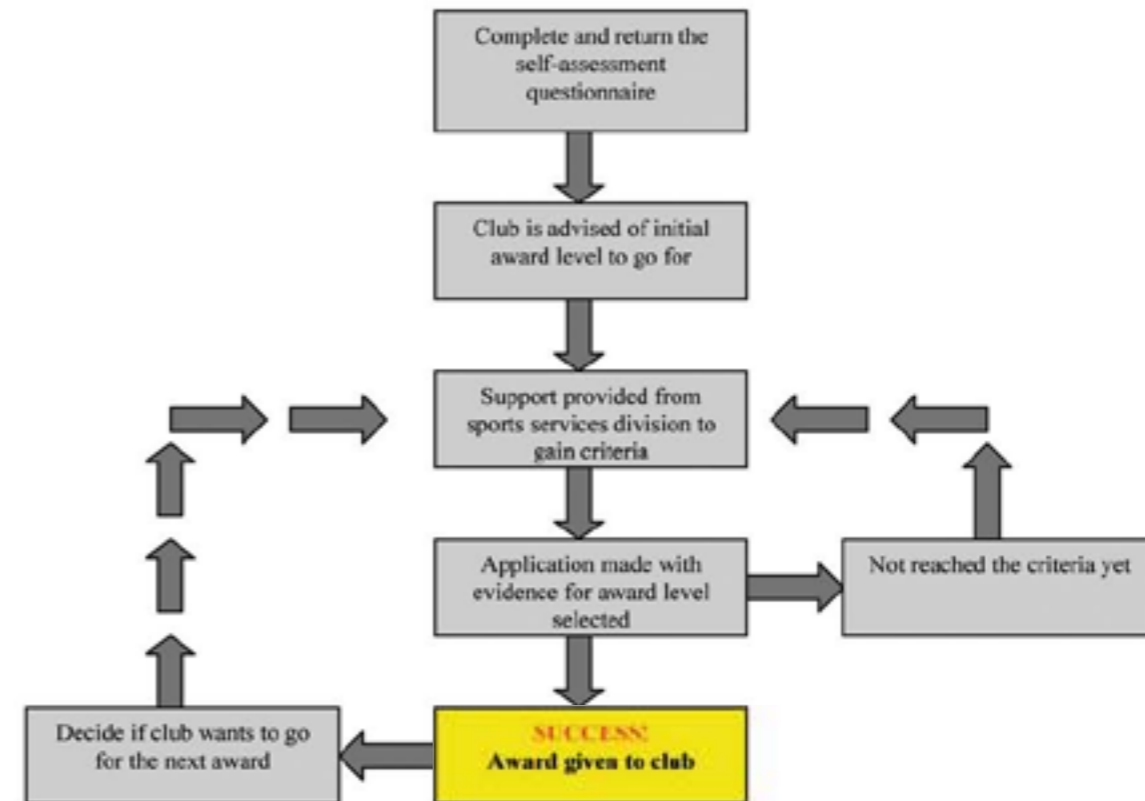 Complete and return the
self-assessment
questionnaire
Club is advised of initial
award level to go for
Support provided from
sports services division to
gain criteria
Application made with
evidence for award level
selected
Not reached the criteria yet
Decide if club wants to go
for the next award
SUCCESS!
Award given to club